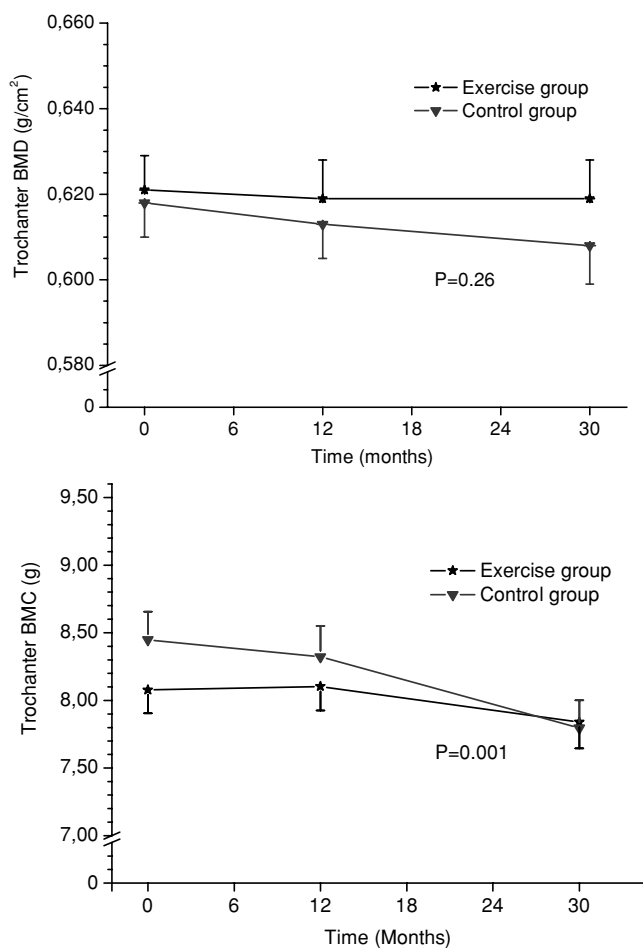 0,660
0,640
0,620
0,600
0,580
0
Trochanter BMD (g/cm²)
Exercise group
Control group
P=0.26
0 6 12 18 24 30
Time (months)
9,50
9,00
8,50
8,00
7,50
7,00
0
Trochanter BMC (g)
Exercise group
Control group
P=0.001
0 6 12 18 24 30
Time (Months)